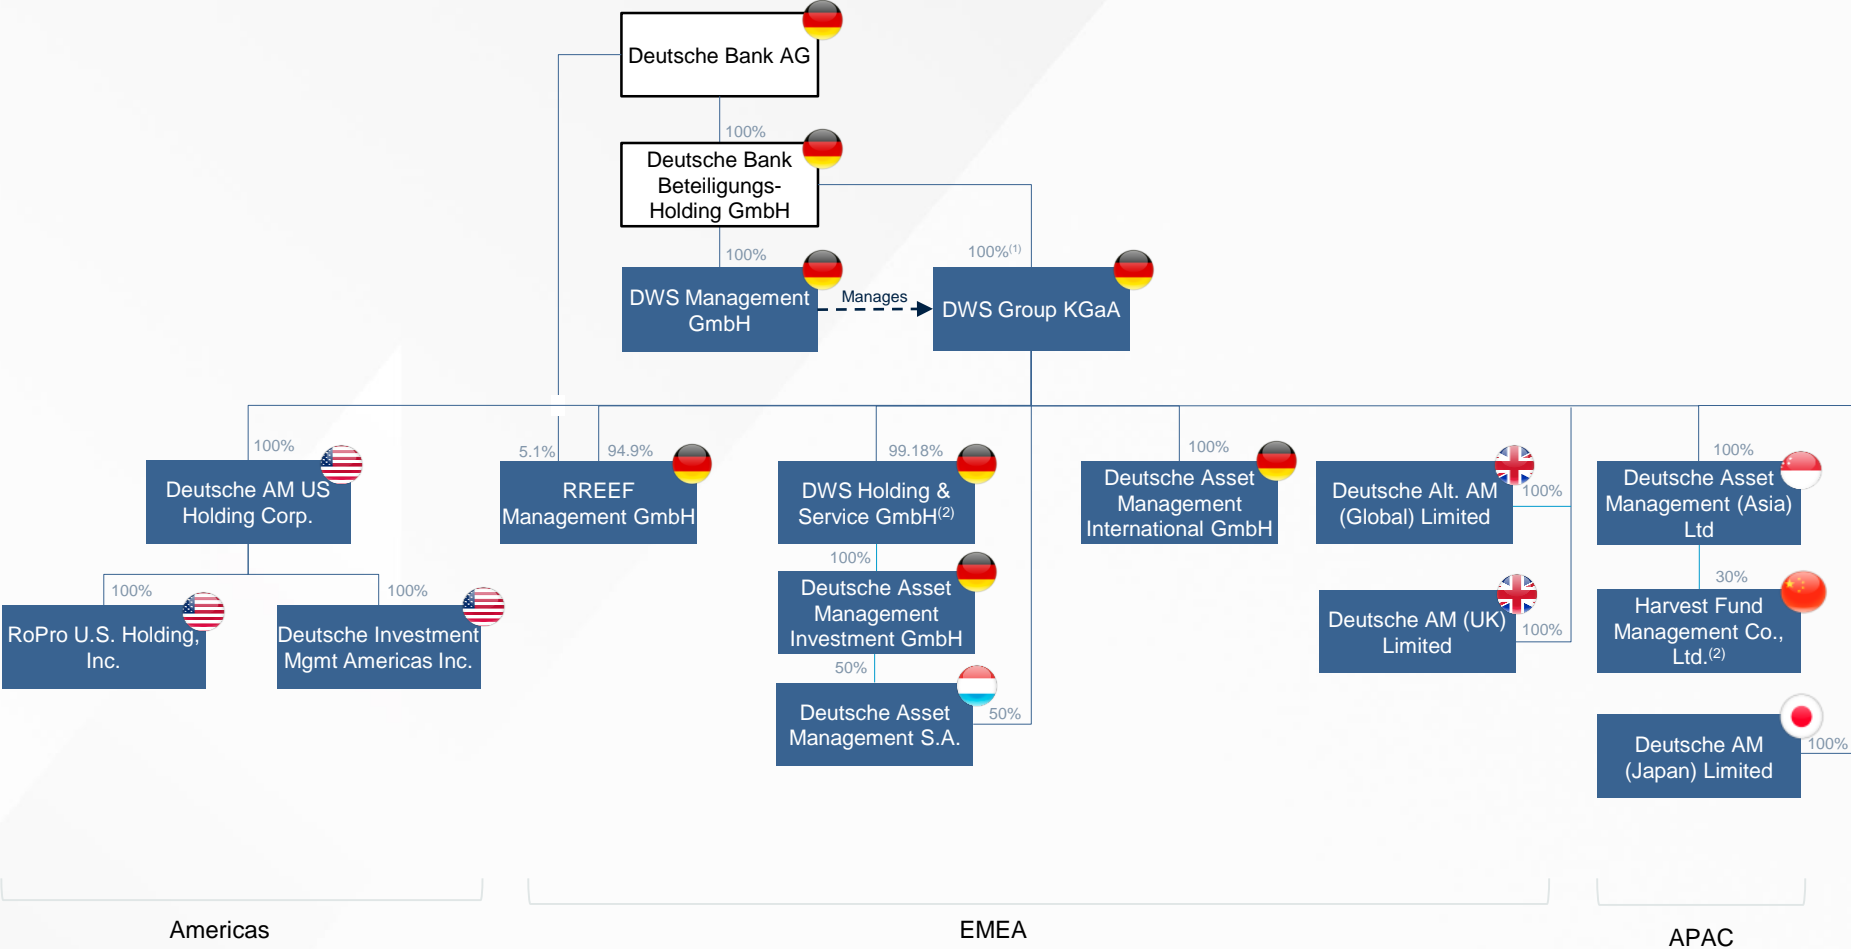 Deutsche Bank AG
100%
Deutsche Bank
Beteiligungs-
Holding GmbH
100%
100%(1)
DWS Management
GmbH
Manages
DWS Group KGaA
100%
5.1%
94.9%
99.18%
100%
100%
100%
Deutsche AM US
Holding Corp.
RREEF
Management GmbH
DWS Holding &
Service GmbH(2)
Deutsche Asset
Management
International GmbH
Deutsche Alt. AM
(Global) Limited
Deutsche Asset
Management (Asia)
Ltd
100%
100%
100%
30%
RoPro U.S. Holding,
Inc.
Deutsche Investment
Mgmt Americas Inc.
Deutsche Asset
Management
Investment GmbH
Deutsche AM (UK)
Limited
100%
Harvest Fund
Management Co.,
Ltd.(2)
50%
Deutsche Asset
Management S.A.
50%
Deutsche AM
(Japan) Limited
100%
Americas
EMEA
APAC